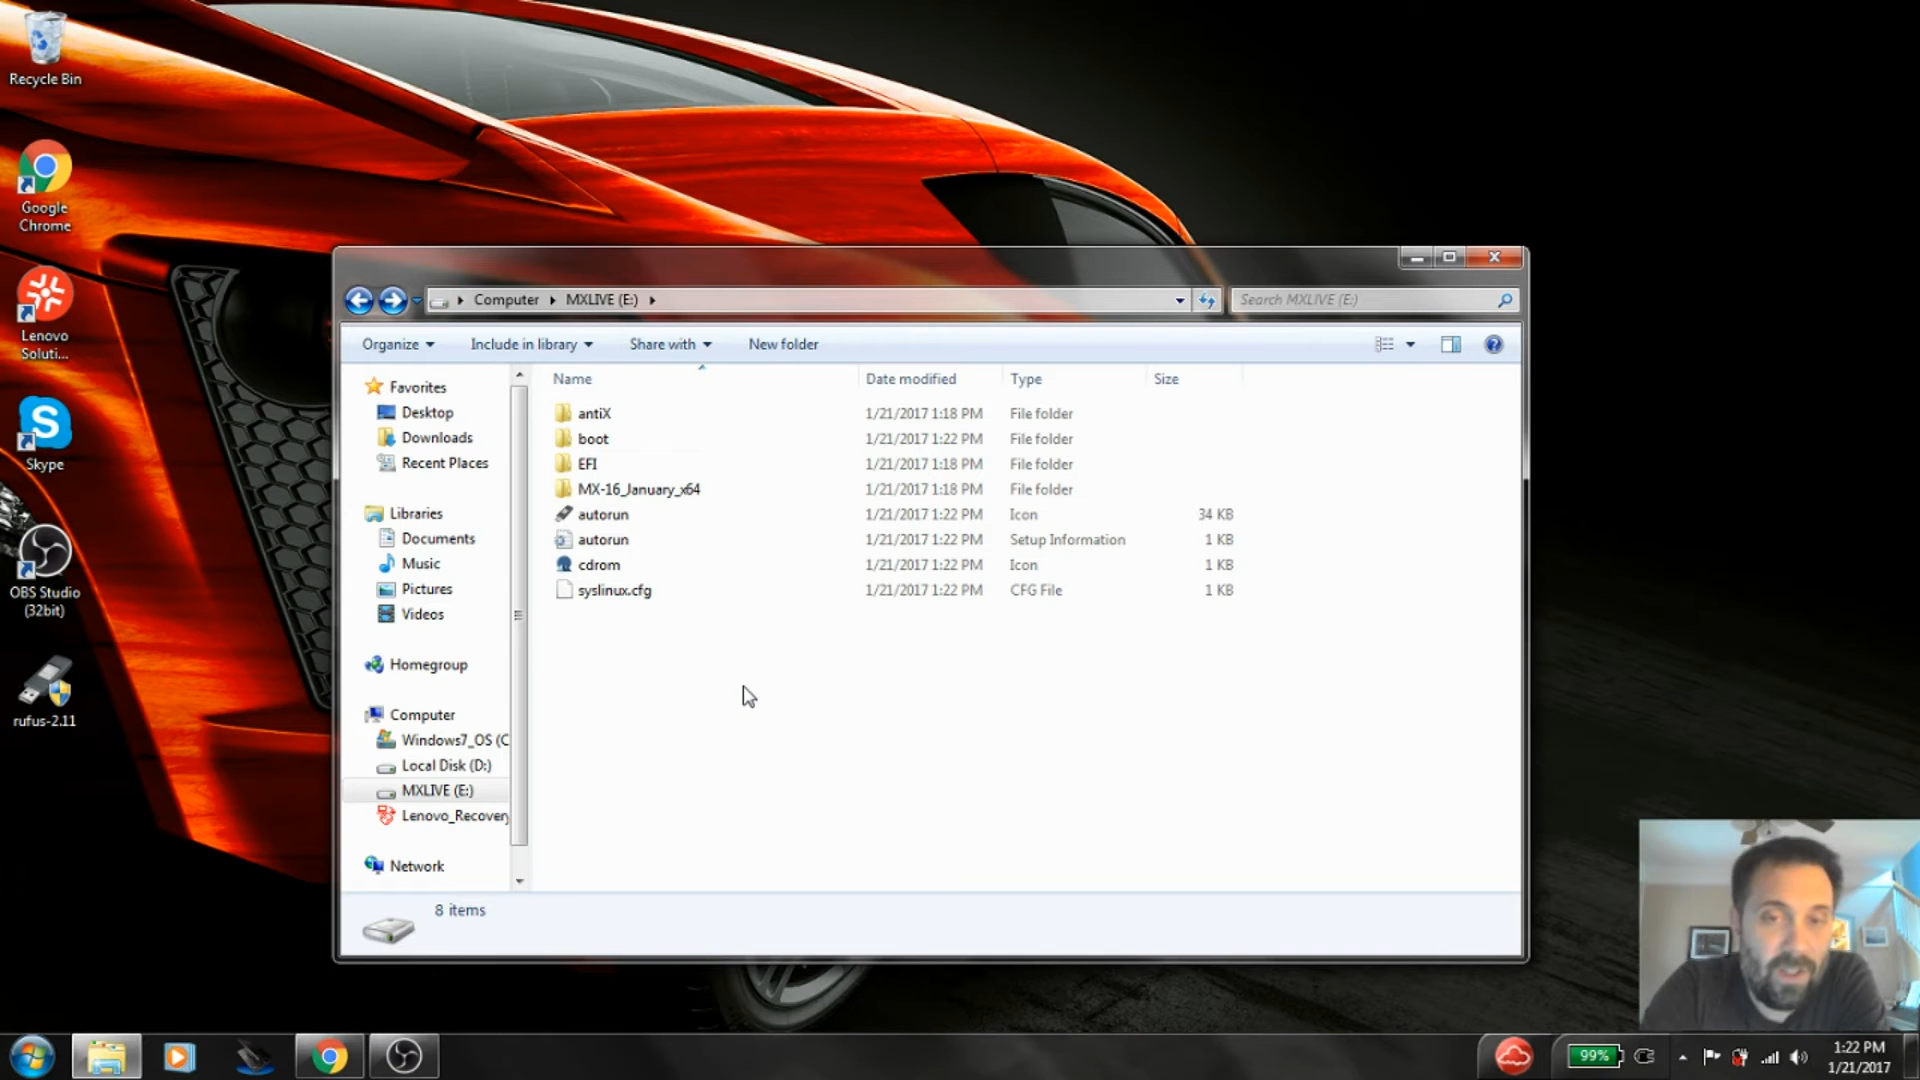 Recycle Bin
Google
Chrome
Lenovo
Soluti...
Skype
OBS Studio
(32bit)
rufus-2.11
Computer
MXLIVE (E:)
Search MXLIVE (E:)
Organize
Include in library
Share with
New folder
Favorites
Desktop
Downloads
Recent Places
Libraries
Documents
Music
Pictures
Videos
Homegroup
Computer
Windows7_OS (C
Local Disk (D:)
MXLIVE (E:)
Lenovo_Recovery
Network
Name Date modified Type Size
antiX 1/21/2017 1:18 PM File folder
boot 1/21/2017 1:22 PM File folder
EFI 1/21/2017 1:18 PM File folder
MX-16_January_x64 1/21/2017 1:18 PM File folder
autorun 1/21/2017 1:22 PM Icon 34 KB
autorun 1/21/2017 1:22 PM Setup Information 1 KB
cdrom 1/21/2017 1:22 PM Icon 1 KB
syslinux.cfg 1/21/2017 1:22 PM CFG File 1 KB
8 items
99%
1:22 PM
1/21/2017